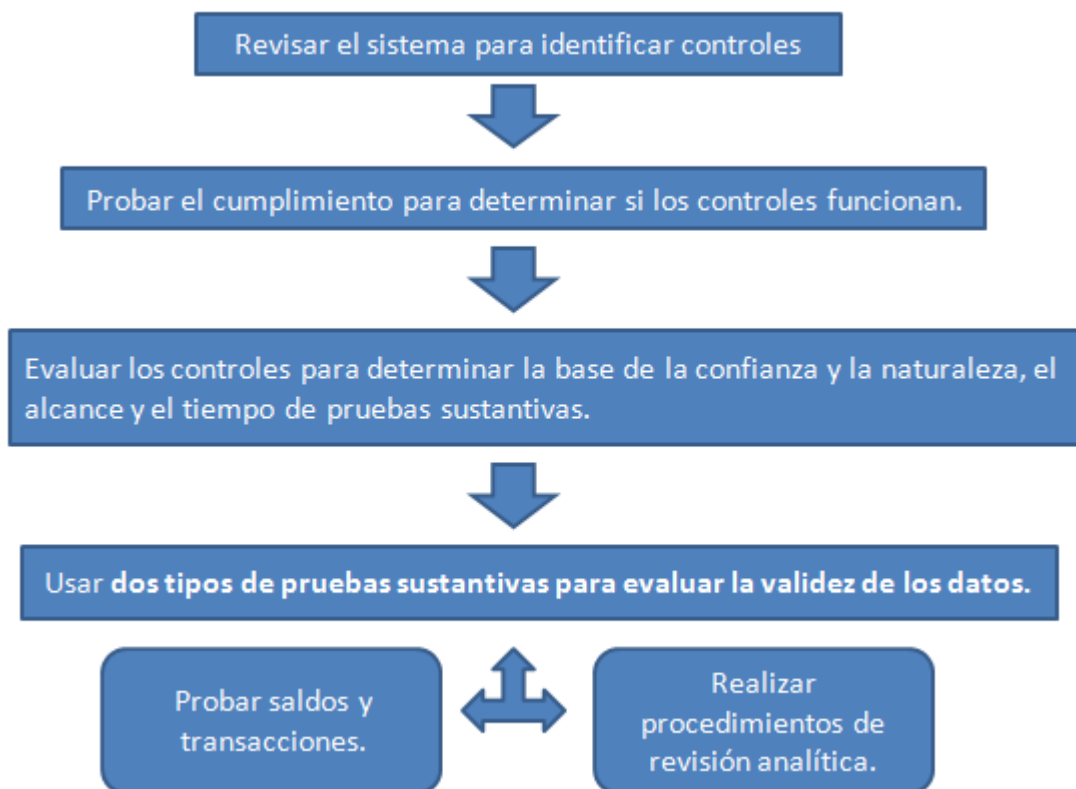 Revisar el sistema para identificar controles
Probar el cumplimiento para determinar si los controles funcionan.
Evaluar los controles para determinar la base de la confianza y la naturaleza, el
alcance y el tiempo de pruebas sustantivas.
Usar dos tipos de pruebas sustantivas para evaluar la validez de los datos.
Probar saldos y
transacciones.
Realizar
procedimientos de
revisión analítica.